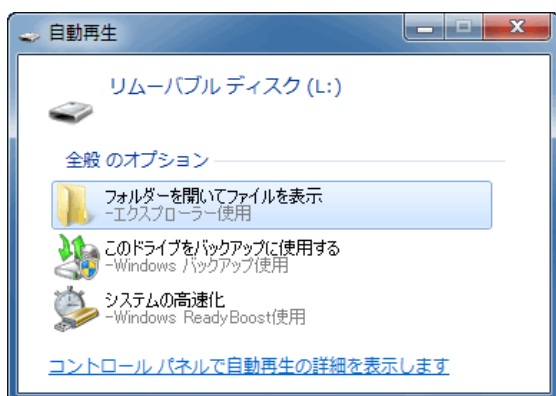 自動再生
リムーバブル ディスク (L:)
全般 のオプション
フォルダーを開いてファイルを表示
-エクスプローラー使用
このドライブをバックアップに使用する
-Windows バックアップ使用
システムの高速化
-Windows ReadyBoost使用
コントロール パネルで自動再生の詳細を表示します